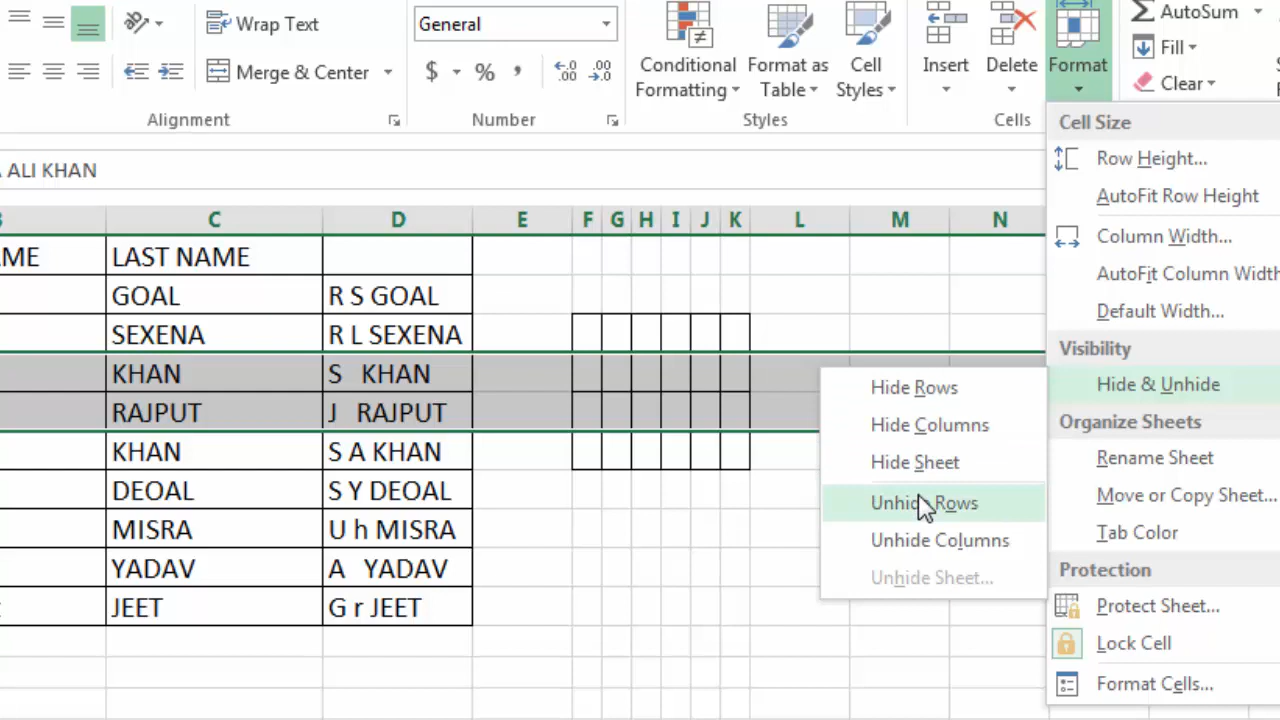 Wrap Text
General
AutoSum
Fill
Clear
Merge & Center
$ % ,
.00
.00
.0
Conditional Formatting
Format as Table
Cell Styles
Insert
Delete
Format
Alignment
Number
Styles
Cells
ALI KHAN
C D E F G H I J K L M N
AME LAST NAME
GOAL R S GOAL
SEXENA R L SEXENA
KHAN S KHAN
RAJPUT J RAJPUT
KHAN S A KHAN
DEOAL S Y DEOAL
MISRA U h MISRA
YADAV A YADAV
JEET G r JEET
Hide Rows
Hide Columns
Hide Sheet
Unhide Rows
Unhide Columns
Unhide Sheet...
Cell Size
Row Height...
AutoFit Row Height
Column Width...
AutoFit Column Width
Default Width...
Visibility
Hide & Unhide
Organize Sheets
Rename Sheet
Move or Copy Sheet...
Tab Color
Protection
Protect Sheet...
Lock Cell
Format Cells...